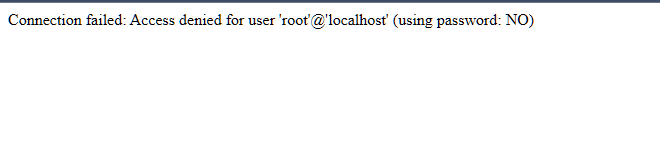 Connection failed: Access denied for user 'root'@'localhost' (using password: NO)